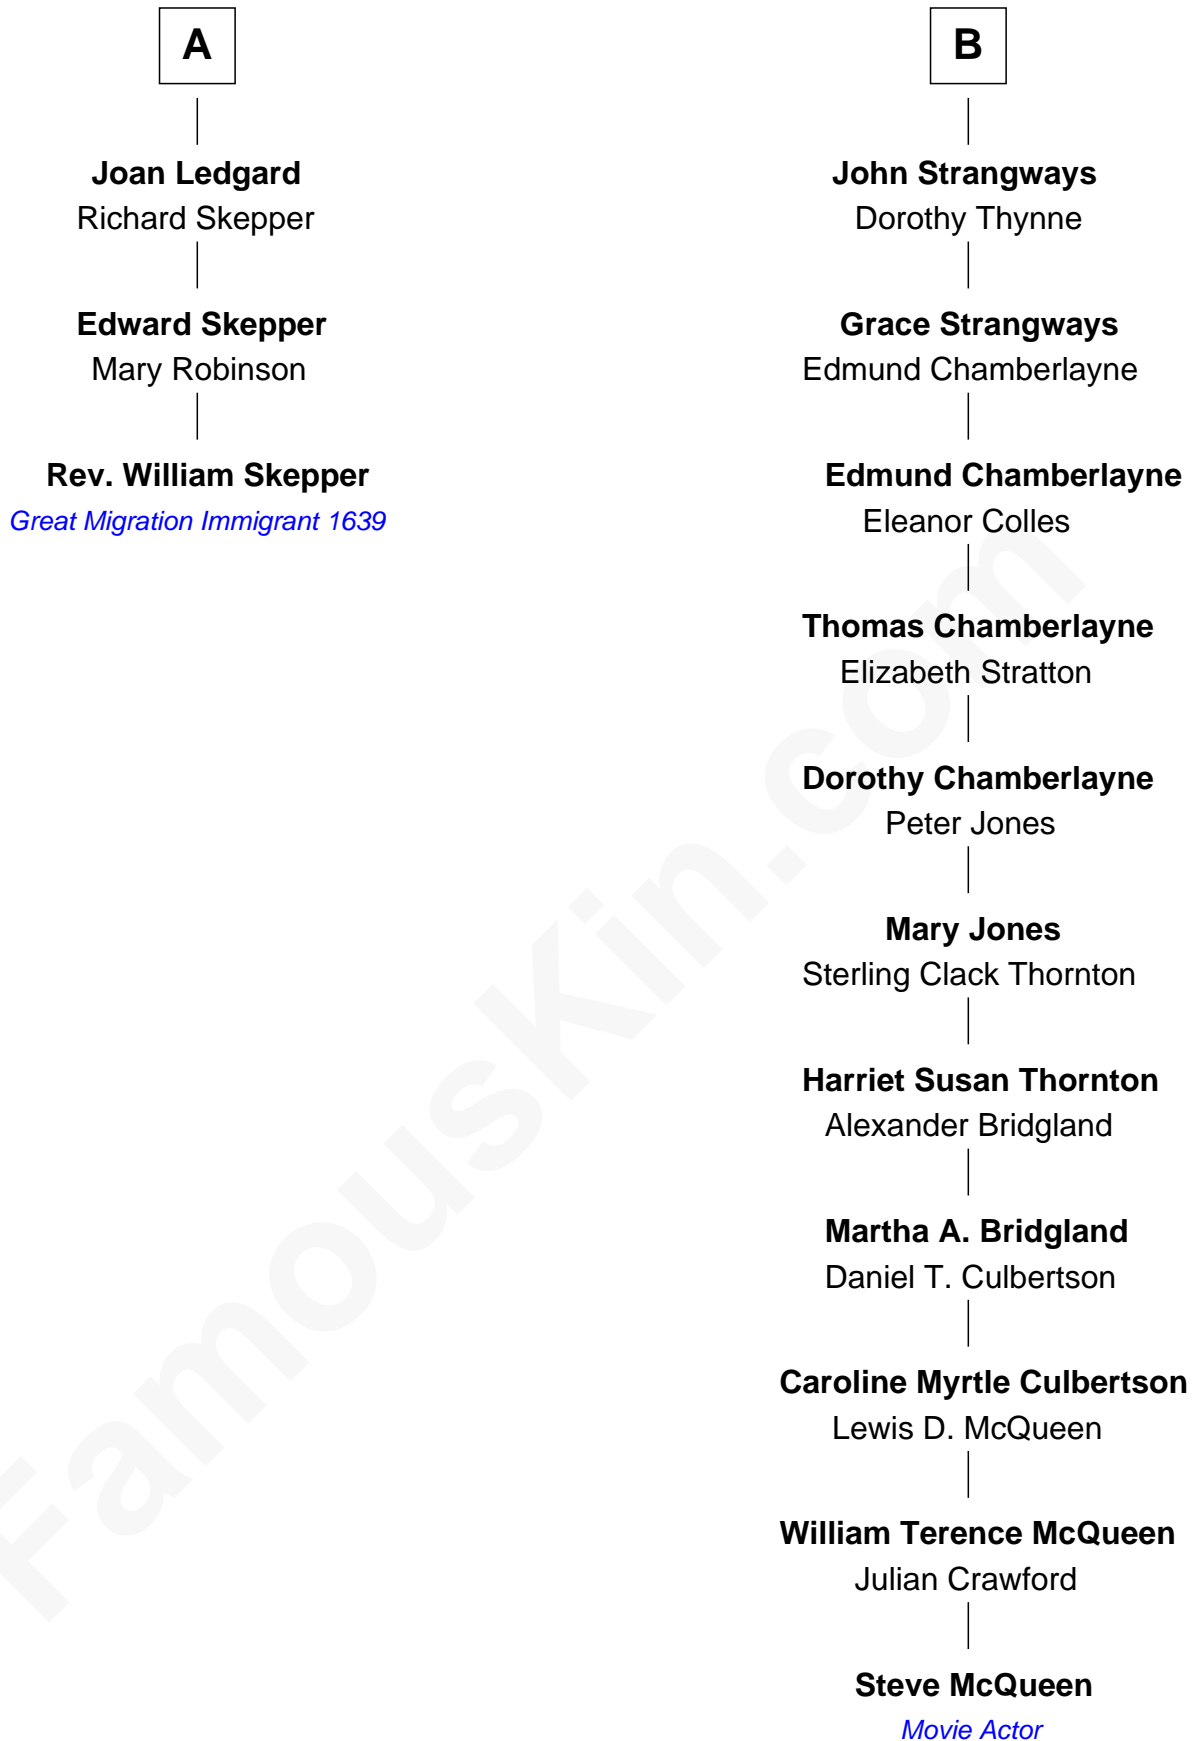 A
Joan Ledgard
Richard Skepper
Edward Skepper
Mary Robinson
Rev. William Skepper
Great Migration Immigrant 1639
B
John Strangways
Dorothy Thynne
Grace Strangways
Edmund Chamberlayne
Edmund Chamberlayne
Eleanor Colles
Thomas Chamberlayne
Elizabeth Stratton
Dorothy Chamberlayne
Peter Jones
Mary Jones
Sterling Clack Thornton
Harriet Susan Thornton
Alexander Bridgland
Martha A. Bridgland
Daniel T. Culbertson
Caroline Myrtle Culbertson
Lewis D. McQueen
William Terence McQueen
Julian Crawford
Steve McQueen
Movie Actor
FamousKin.com